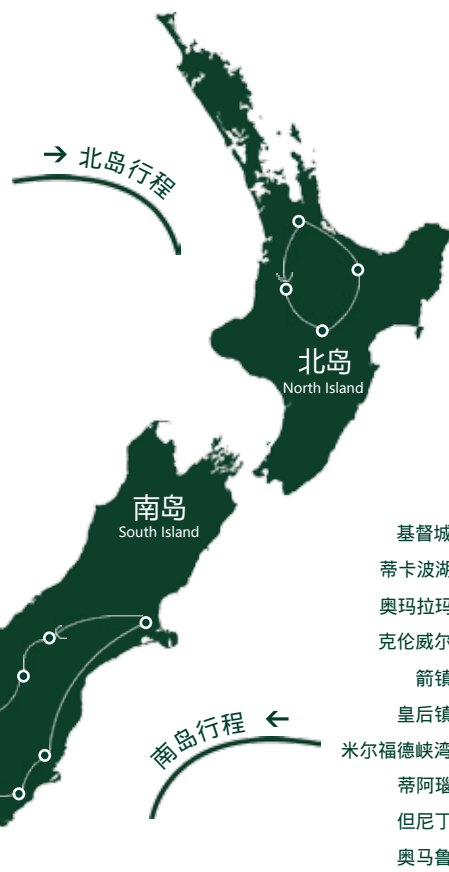 → 北岛行程
北岛
North Island
南岛
South Island
南岛行程 ←
基督城
蒂卡波湖
奥玛拉玛
克伦威尔
箭镇
皇后镇
米尔福德峡湾
蒂阿瑙
但尼丁
奥马鲁